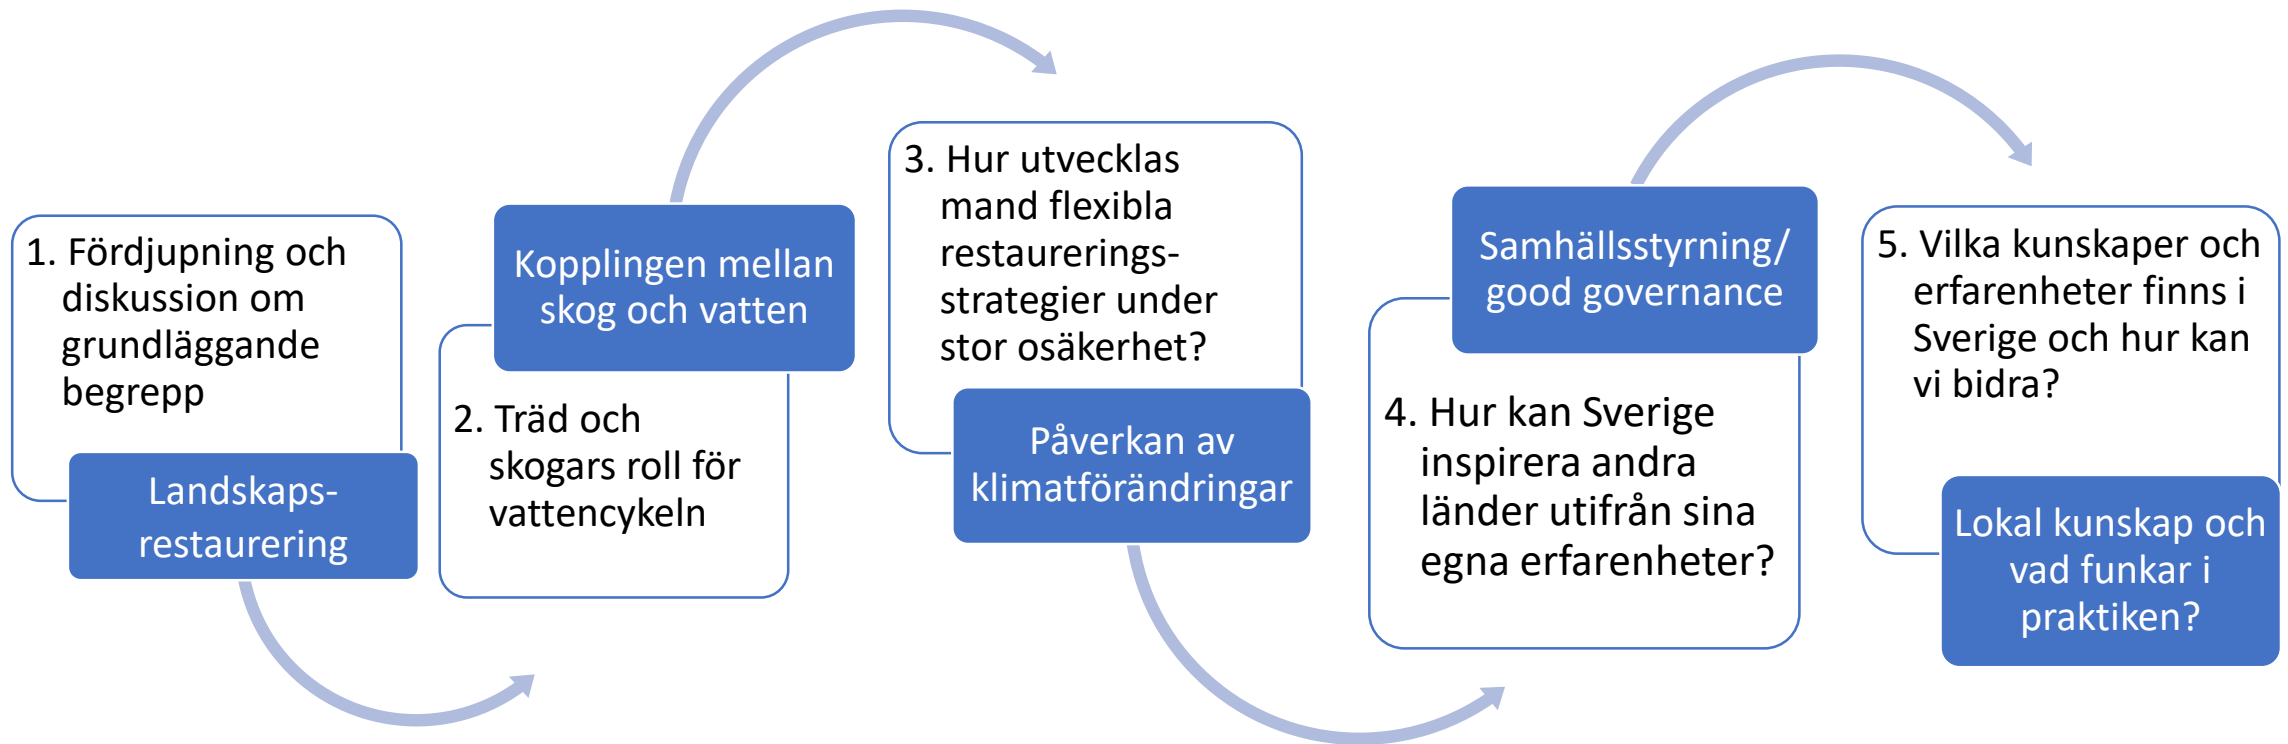 1. Fördjupning och
diskussion om
grundläggande
begrepp
Landskaps-
restaurering
Kopplingen mellan
skog och vatten
2. Träd och
skogars roll för
vattencykeln
3. Hur utvecklas
mand flexibla
restaurerings-
strategier under
stor osäkerhet?
Påverkan av
klimatförändringar
Samhällsstyrning/
good governance
4. Hur kan Sverige
inspirera andra
länder utifrån sina
egna erfarenheter?
5. Vilka kunskaper och
erfarenheter finns i
Sverige och hur kan
vi bidra?
Lokal kunskap och
vad funkar i
praktiken?